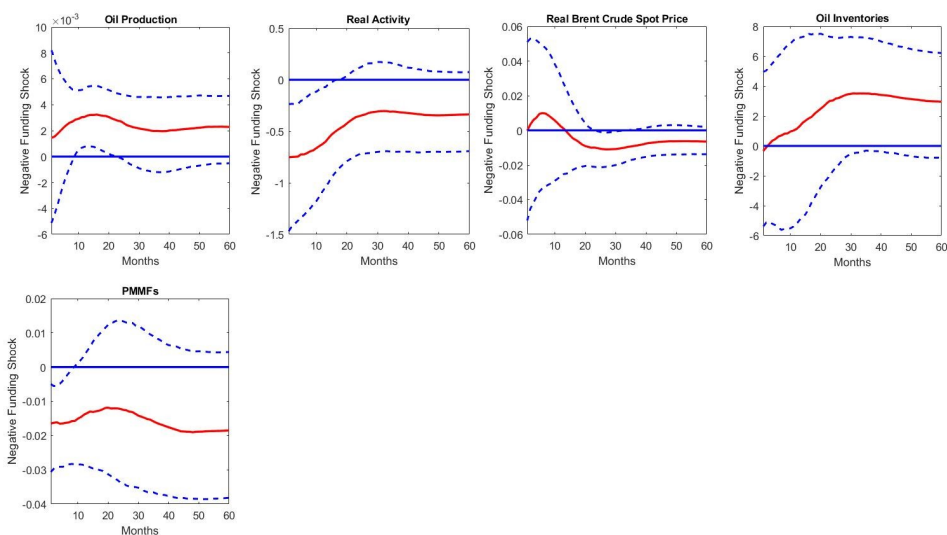 Oil Production
×10⁻³
10
8
6
4
2
0
-2
-4
-6
10 20 30 40 50 60
Months
Negative Funding Shock
Real Activity
0.5
0
-0.5
-1
-1.5
10 20 30 40 50 60
Months
Negative Funding Shock
Real Brent Crude Spot Price
0.06
0.04
0.02
0
-0.02
-0.04
-0.06
10 20 30 40 50 60
Months
Negative Funding Shock
Oil Inventories
8
6
4
2
0
-2
-4
-6
10 20 30 40 50 60
Months
Negative Funding Shock
PMMFs
0.02
0.01
0
-0.01
-0.02
-0.03
-0.04
10 20 30 40 50 60
Months
Negative Funding Shock